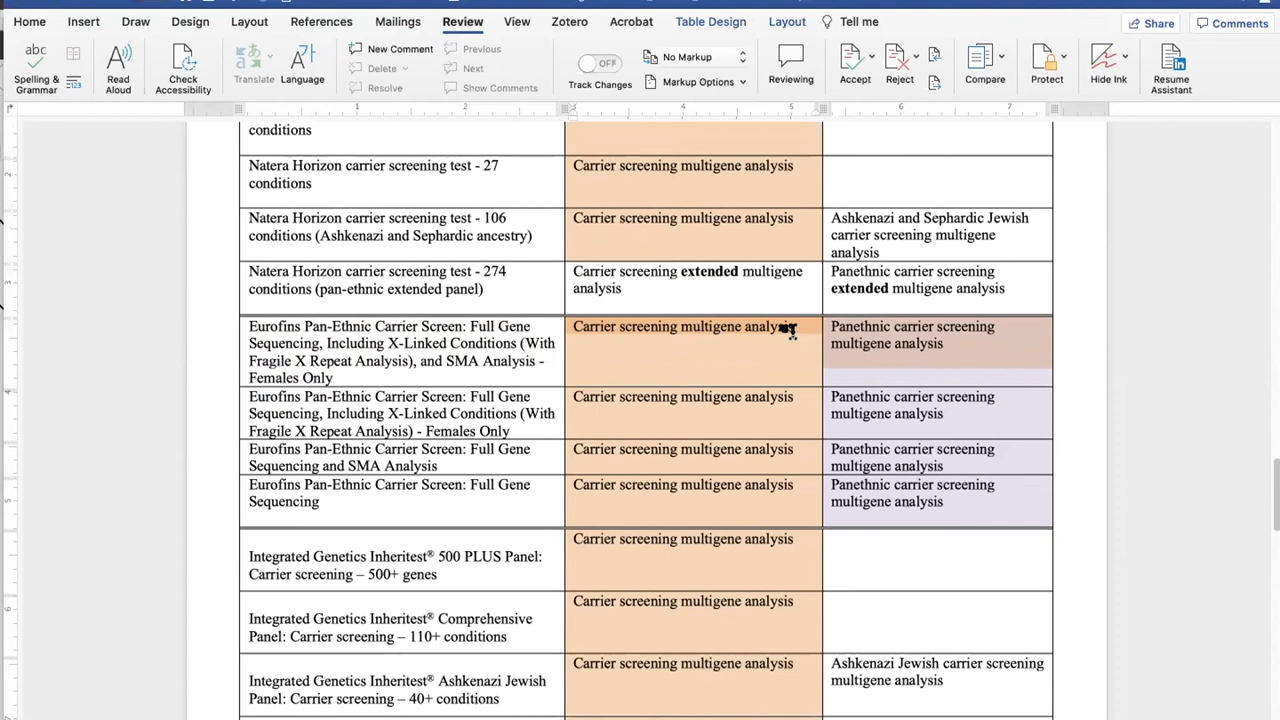 Home Insert Draw Design Layout References Mailings Review View Zotero Acrobat Table Design Layout Tell me
Share Comments
abc
Spelling & Grammar
123
Read Aloud
Check Accessibility
Translate
Language
New Comment
Delete
Resolve
Previous
Next
Show Comments
OFF
Track Changes
No Markup
Markup Options
Reviewing
Accept
Reject
Compare
Protect
Hide Ink
Resume Assistant
1 2 3 4 5 6 7
conditions
Natera Horizon carrier screening test - 27
conditions
Carrier screening multigene analysis
Natera Horizon carrier screening test - 106
conditions (Ashkenazi and Sephardic ancestry)
Carrier screening multigene analysis
Ashkenazi and Sephardic Jewish
carrier screening multigene
analysis
Natera Horizon carrier screening test - 274
conditions (pan-ethnic extended panel)
Carrier screening extended multigene
analysis
Panethnic carrier screening
extended multigene analysis
Eurofins Pan-Ethnic Carrier Screen: Full Gene
Sequencing, Including X-Linked Conditions (With
Fragile X Repeat Analysis), and SMA Analysis -
Females Only
Carrier screening multigene analysis
Panethnic carrier screening
multigene analysis
Eurofins Pan-Ethnic Carrier Screen: Full Gene
Sequencing, Including X-Linked Conditions (With
Fragile X Repeat Analysis) - Females Only
Carrier screening multigene analysis
Panethnic carrier screening
multigene analysis
Eurofins Pan-Ethnic Carrier Screen: Full Gene
Sequencing and SMA Analysis
Carrier screening multigene analysis
Panethnic carrier screening
multigene analysis
Eurofins Pan-Ethnic Carrier Screen: Full Gene
Sequencing
Carrier screening multigene analysis
Panethnic carrier screening
multigene analysis
Integrated Genetics Inheritest® 500 PLUS Panel:
Carrier screening – 500+ genes
Carrier screening multigene analysis
Integrated Genetics Inheritest® Comprehensive
Panel: Carrier screening – 110+ conditions
Carrier screening multigene analysis
Integrated Genetics Inheritest® Ashkenazi Jewish
Panel: Carrier screening – 40+ conditions
Carrier screening multigene analysis
Ashkenazi Jewish carrier screening
multigene analysis